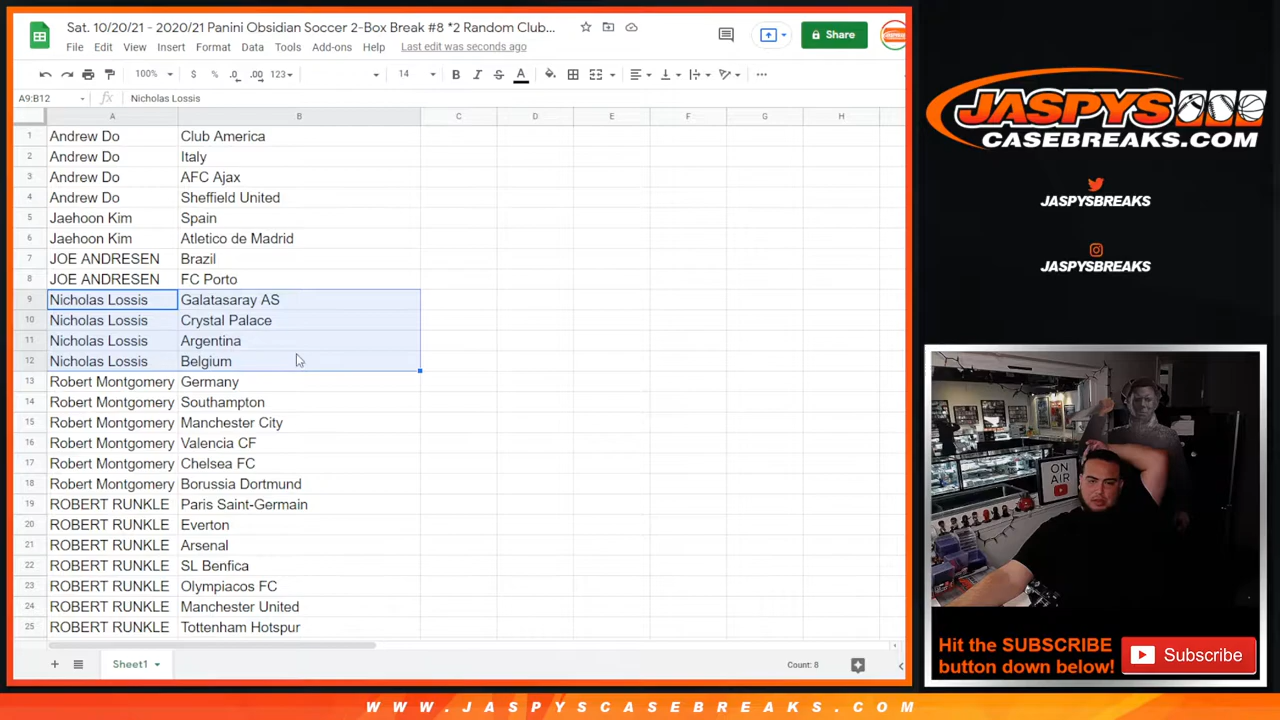 Sat. 10/20/21 - 2020/21 Panini Obsidian Soccer 2-Box Break #8 *2 Random Club...
Share
File Edit View Insert Format Data Tools Add-ons Help Last edit was seconds ago
100% $ % .0 .00 123 14 B I S A
A9:B12 fx Nicholas Lossis
A B C D E F G H
1 Andrew Do Club America
2 Andrew Do Italy
3 Andrew Do AFC Ajax
4 Andrew Do Sheffield United
5 Jaehoon Kim Spain
6 Jaehoon Kim Atletico de Madrid
7 JOE ANDRESEN Brazil
8 JOE ANDRESEN FC Porto
9 Nicholas Lossis Galatasaray AS
10 Nicholas Lossis Crystal Palace
11 Nicholas Lossis Argentina
12 Nicholas Lossis Belgium
13 Robert Montgomery Germany
14 Robert Montgomery Southampton
15 Robert Montgomery Manchester City
16 Robert Montgomery Valencia CF
17 Robert Montgomery Chelsea FC
18 Robert Montgomery Borussia Dortmund
19 ROBERT RUNKLE Paris Saint-Germain
20 ROBERT RUNKLE Everton
21 ROBERT RUNKLE Arsenal
22 ROBERT RUNKLE SL Benfica
23 ROBERT RUNKLE Olympiacos FC
24 ROBERT RUNKLE Manchester United
25 ROBERT RUNKLE Tottenham Hotspur
Sheet1
Count: 8
JASPYS
CASEBREAKS.COM
JASPYSBREAKS
JASPYSBREAKS
ON
AIR
Hit the SUBSCRIBE
button down below!
Subscribe
WWW.JASPYSCASEBREAKS.COM